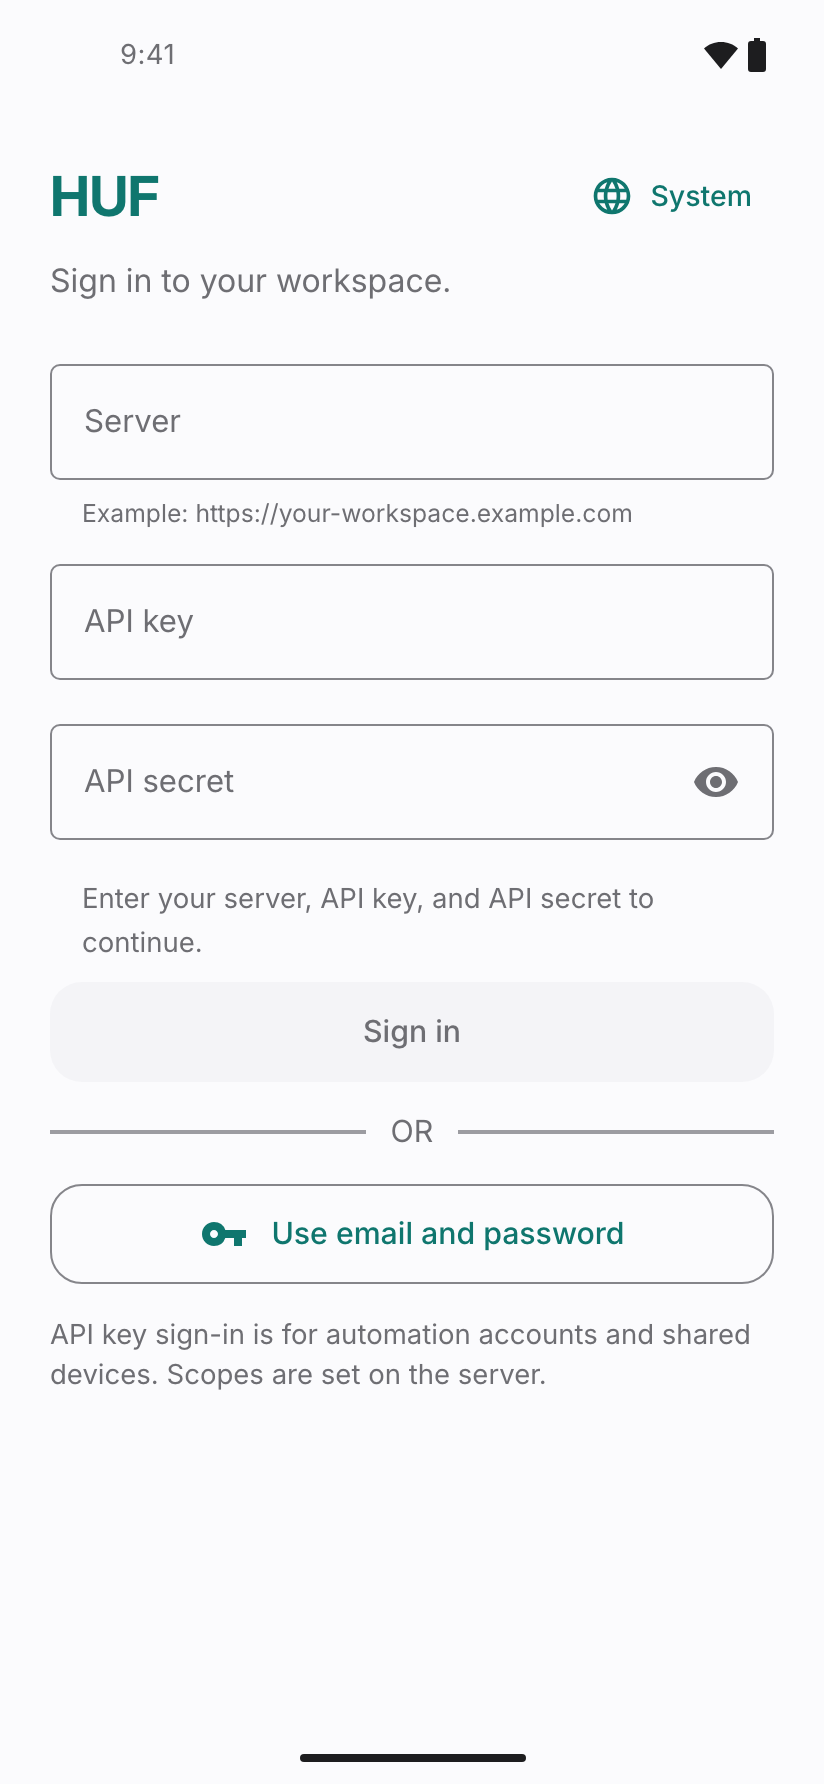 9:41
HUF
System
Sign in to your workspace.
Server
Example: https://your-workspace.example.com
API key
API secret
Enter your server, API key, and API secret to
continue.
Sign in
OR
Use email and password
API key sign-in is for automation accounts and shared
devices. Scopes are set on the server.